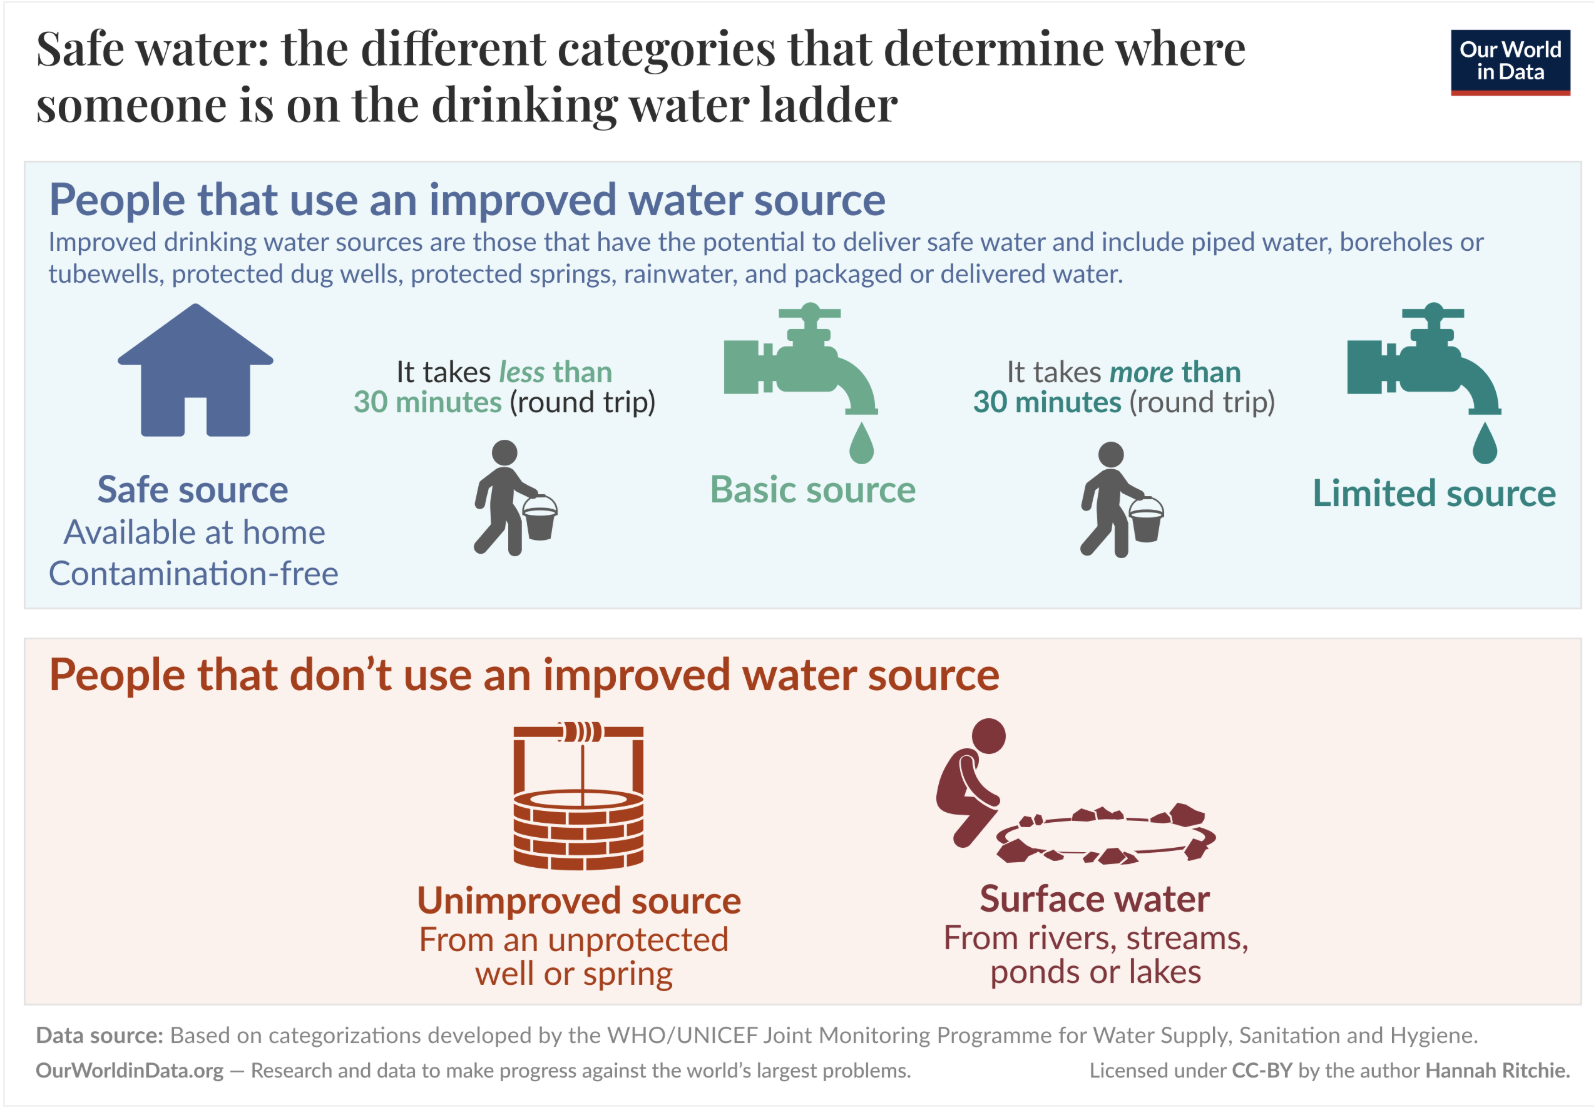 Safe water: the different categories that determine where
someone is on the drinking water ladder
Our World
in Data
People that use an improved water source
Improved drinking water sources are those that have the potential to deliver safe water and include piped water, boreholes or
tubewells, protected dug wells, protected springs, rainwater, and packaged or delivered water.
Safe source
Available at home
Contamination-free
It takes less than
30 minutes (round trip)
Basic source
It takes more than
30 minutes (round trip)
Limited source
People that don’t use an improved water source
Unimproved source
From an unprotected
well or spring
Surface water
From rivers, streams,
ponds or lakes
Data source: Based on categorizations developed by the WHO/UNICEF Joint Monitoring Programme for Water Supply, Sanitation and Hygiene.
OurWorldinData.org — Research and data to make progress against the world’s largest problems.
Licensed under CC-BY by the author Hannah Ritchie.